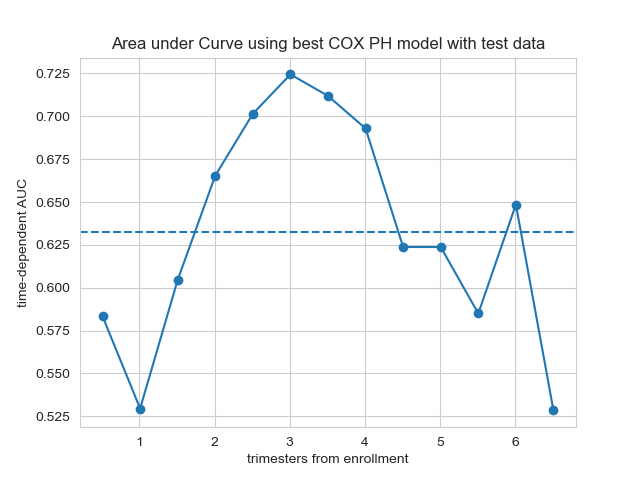 Area under Curve using best COX PH model with test data
0.725
0.700
0.675
0.650
0.625
0.600
0.575
0.550
0.525
time-dependent AUC
1 2 3 4 5 6
trimesters from enrollment